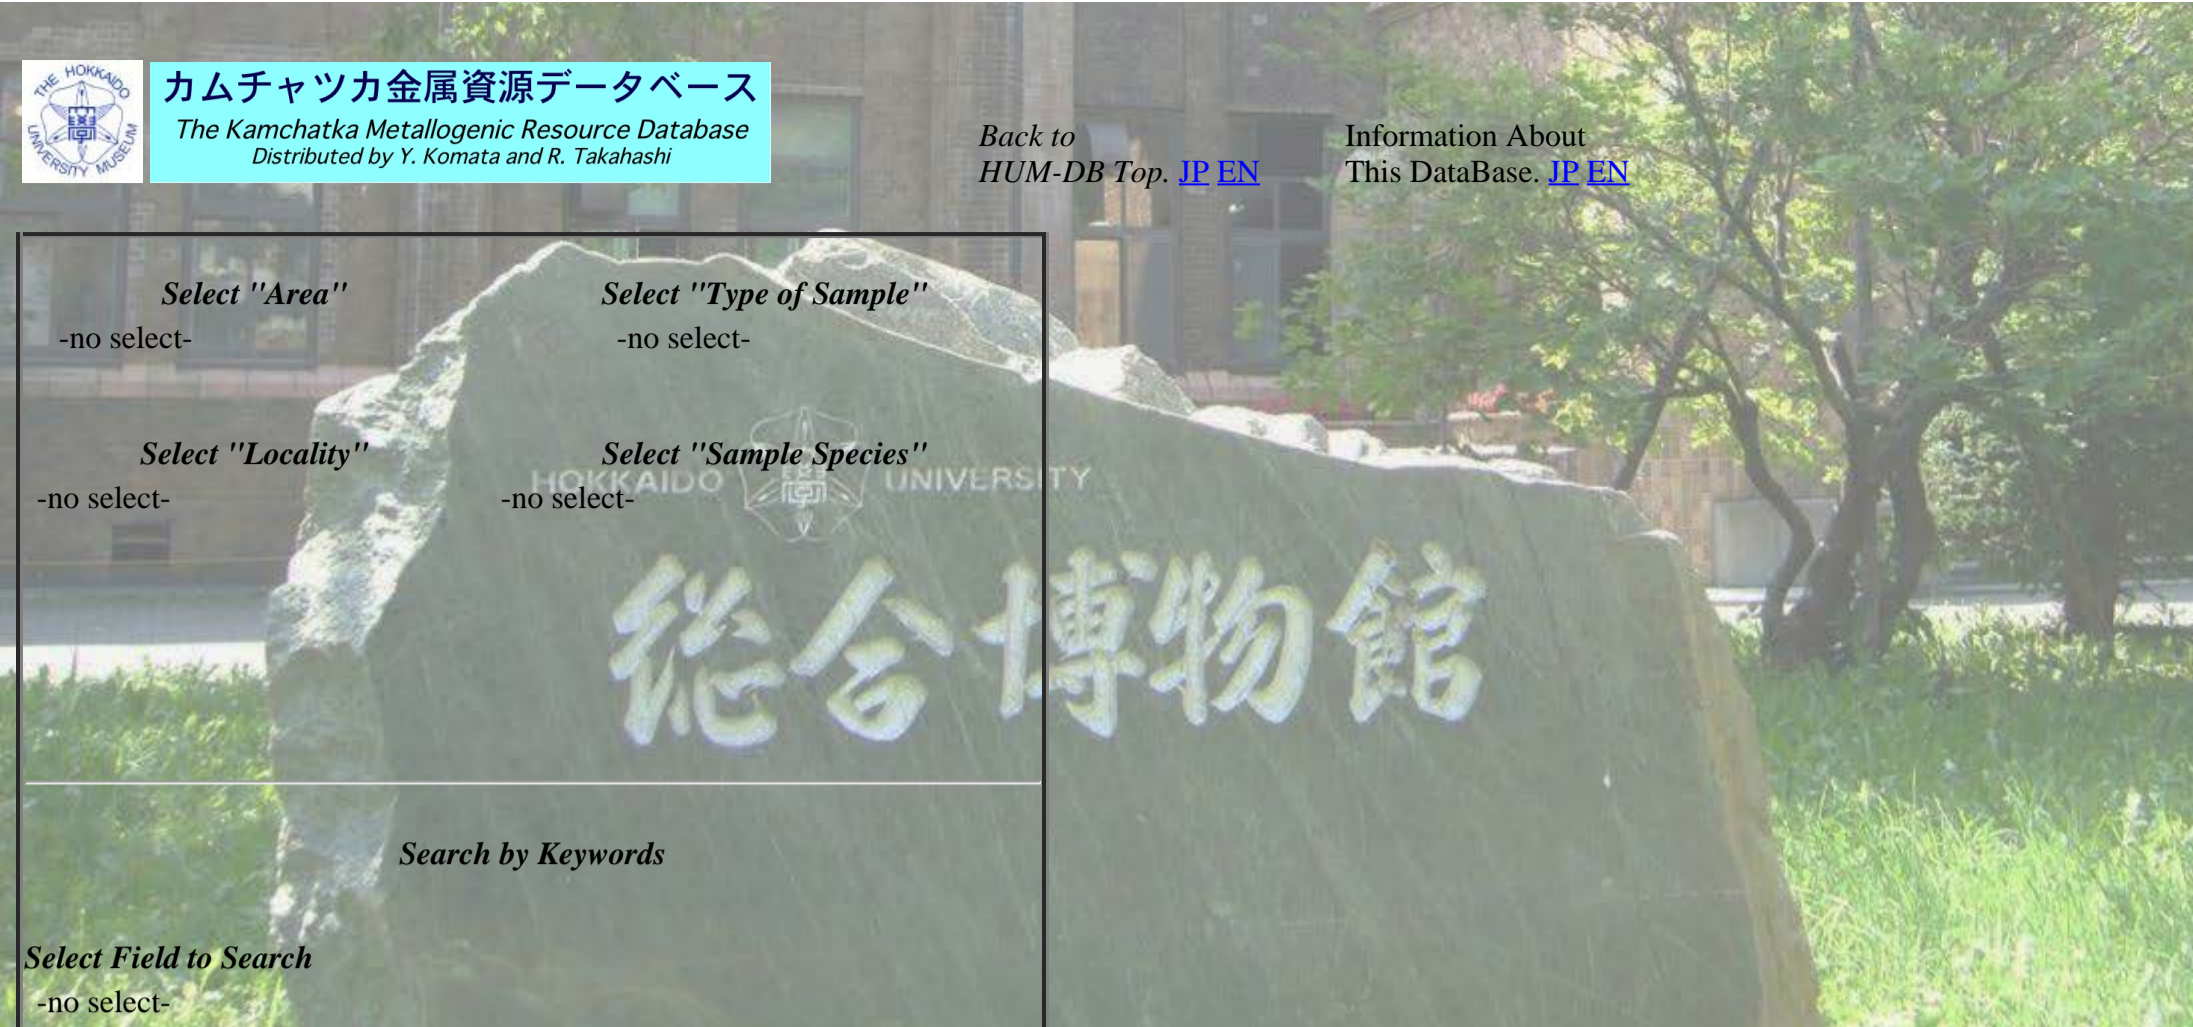 THE HOKKAIDO UNIVERSITY MUSEUM
カムチャツカ金属資源データベース
The Kamchatka Metallogenic Resource Database
Distributed by Y. Komata and R. Takahashi
Back to
HUM-DB Top. JP EN
Information About
This DataBase. JP EN
Select "Area"
-no select-
Select "Type of Sample"
-no select-
Select "Locality"
-no select-
Select "Sample Species"
-no select-
HOKKAIDO UNIVERSITY
総合博物館
Search by Keywords
Select Field to Search
-no select-